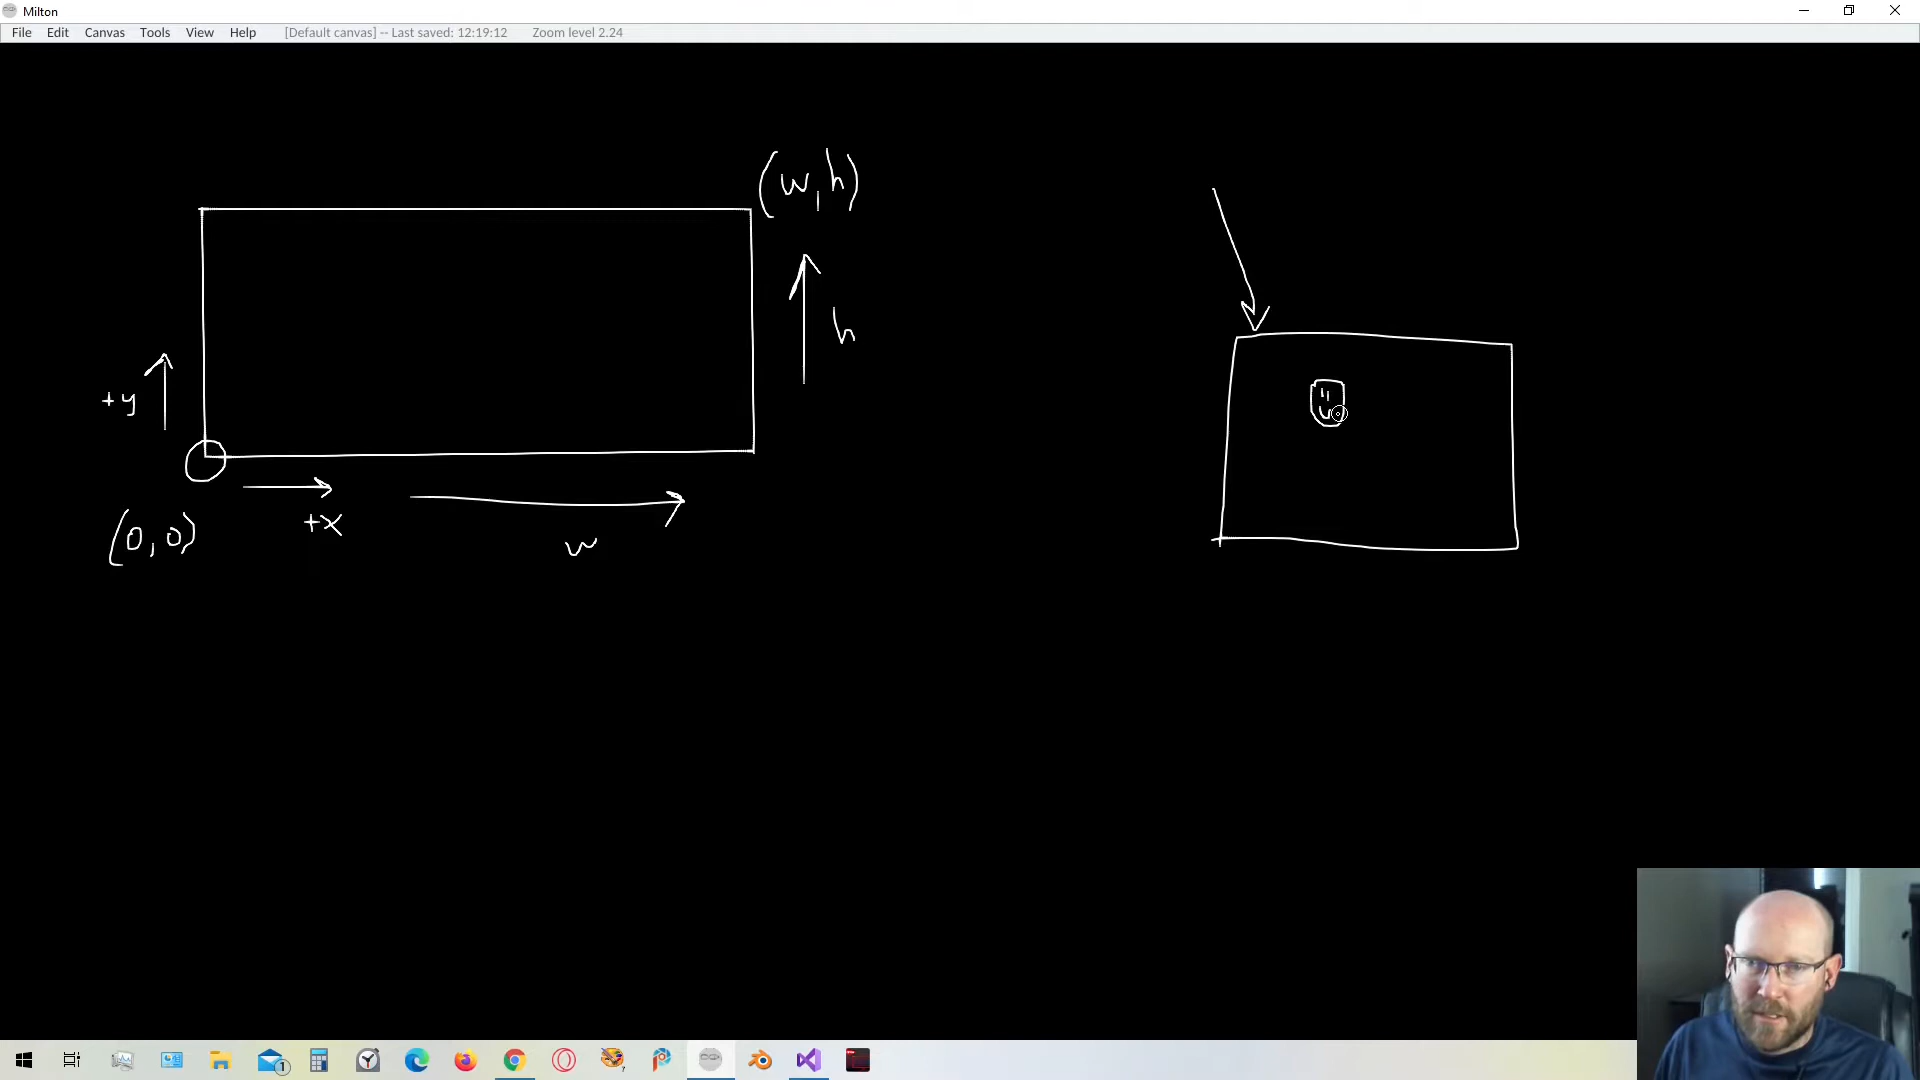 Milton
File Edit Canvas Tools View Help [Default canvas] -- Last saved: 12:19:12 Zoom level 2.24
(w,h)
h
+y
+x
(0,0)
w
1